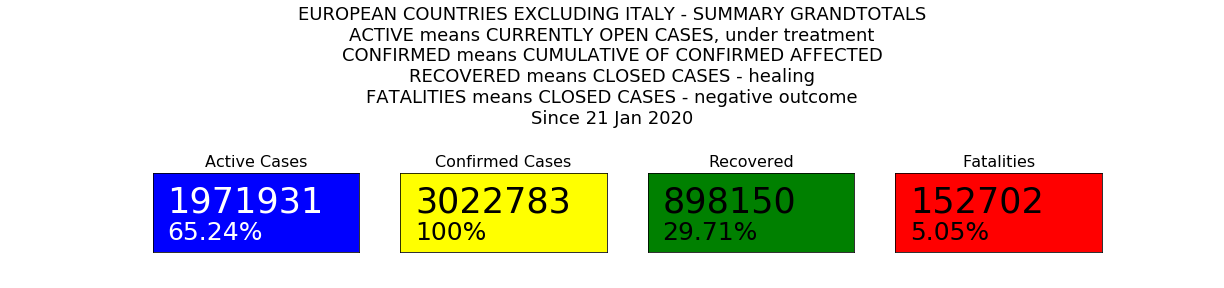 EUROPEAN COUNTRIES EXCLUDING ITALY - SUMMARY GRANDTOTALS
ACTIVE means CURRENTLY OPEN CASES, under treatment
CONFIRMED means CUMULATIVE OF CONFIRMED AFFECTED
RECOVERED means CLOSED CASES - healing
FATALITIES means CLOSED CASES - negative outcome
Since 21 Jan 2020
Active Cases
1971931
65.24%
Confirmed Cases
3022783
100%
Recovered
898150
29.71%
Fatalities
152702
5.05%